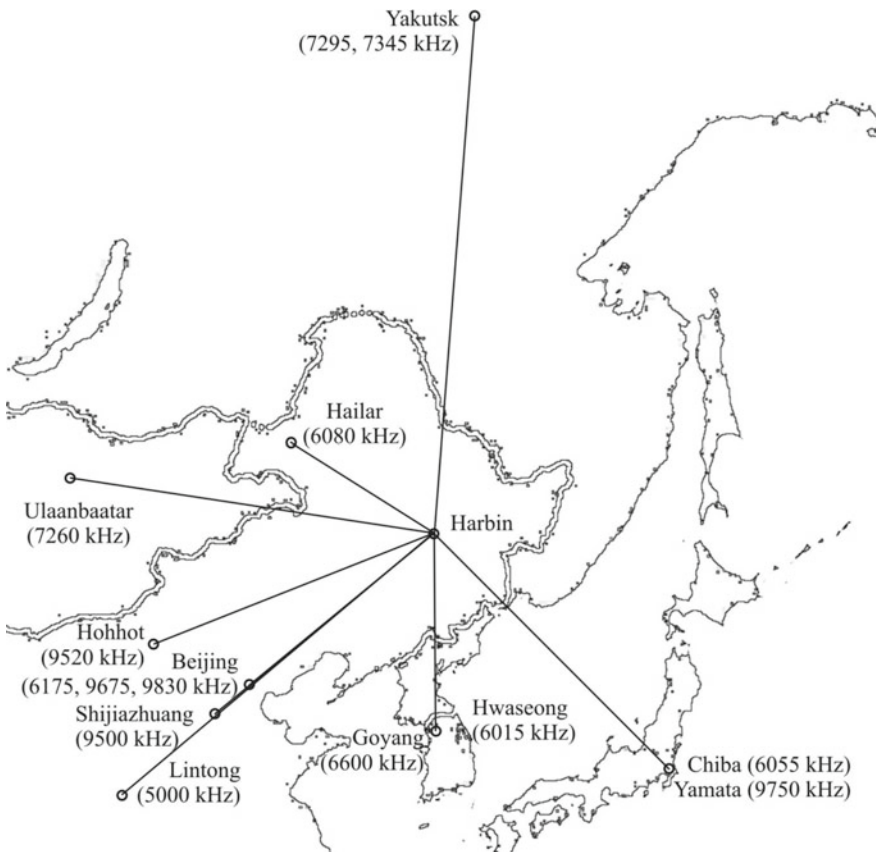 Yakutsk
(7295, 7345 kHz)
Hailar
(6080 kHz)
Ulaanbaatar
(7260 kHz)
Harbin
Hohhot
(9520 kHz)
Beijing
(6175, 9675, 9830 kHz)
Shijiazhuang
(9500 kHz)
Lintong
(5000 kHz)
Goyang
(6600 kHz)
Hwaseong
(6015 kHz)
Chiba (6055 kHz)
Yamata (9750 kHz)